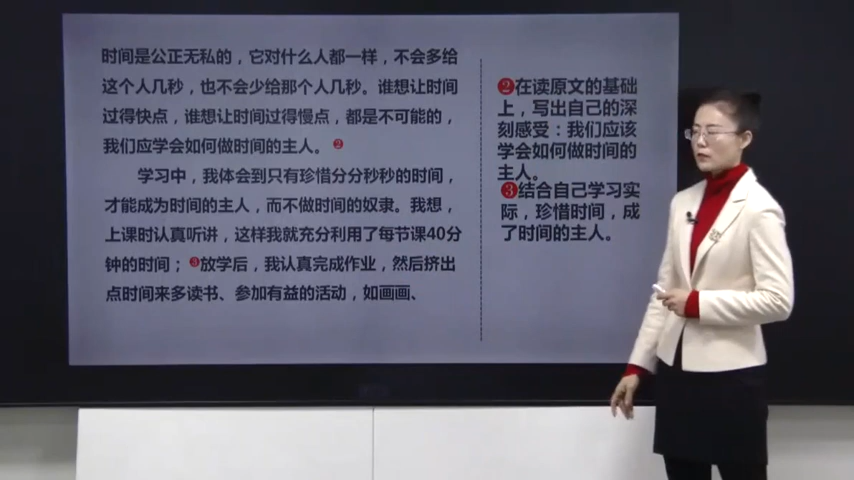 时间是公正无私的，它对什么人都一样，不会多给
这个人几秒，也不会少给那个人几秒。谁想让时间
过得快点，谁想让时间过得慢点，都是不可能的，
我们应学会如何做时间的主人。❷
学习中，我体会到只有珍惜分分秒秒的时间，
才能成为时间的主人，而不做时间的奴隶。我想，
上课时认真听讲，这样我就充分利用了每节课40分
钟的时间；❸放学后，我认真完成作业，然后挤出
点时间来多读书、参加有益的活动，如画画、
❷在读原文的基础
上，写出自己的深
刻感受：我们应该
学会如何做时间的
主人。
❸结合自己学习实
际，珍惜时间，成
了时间的主人。